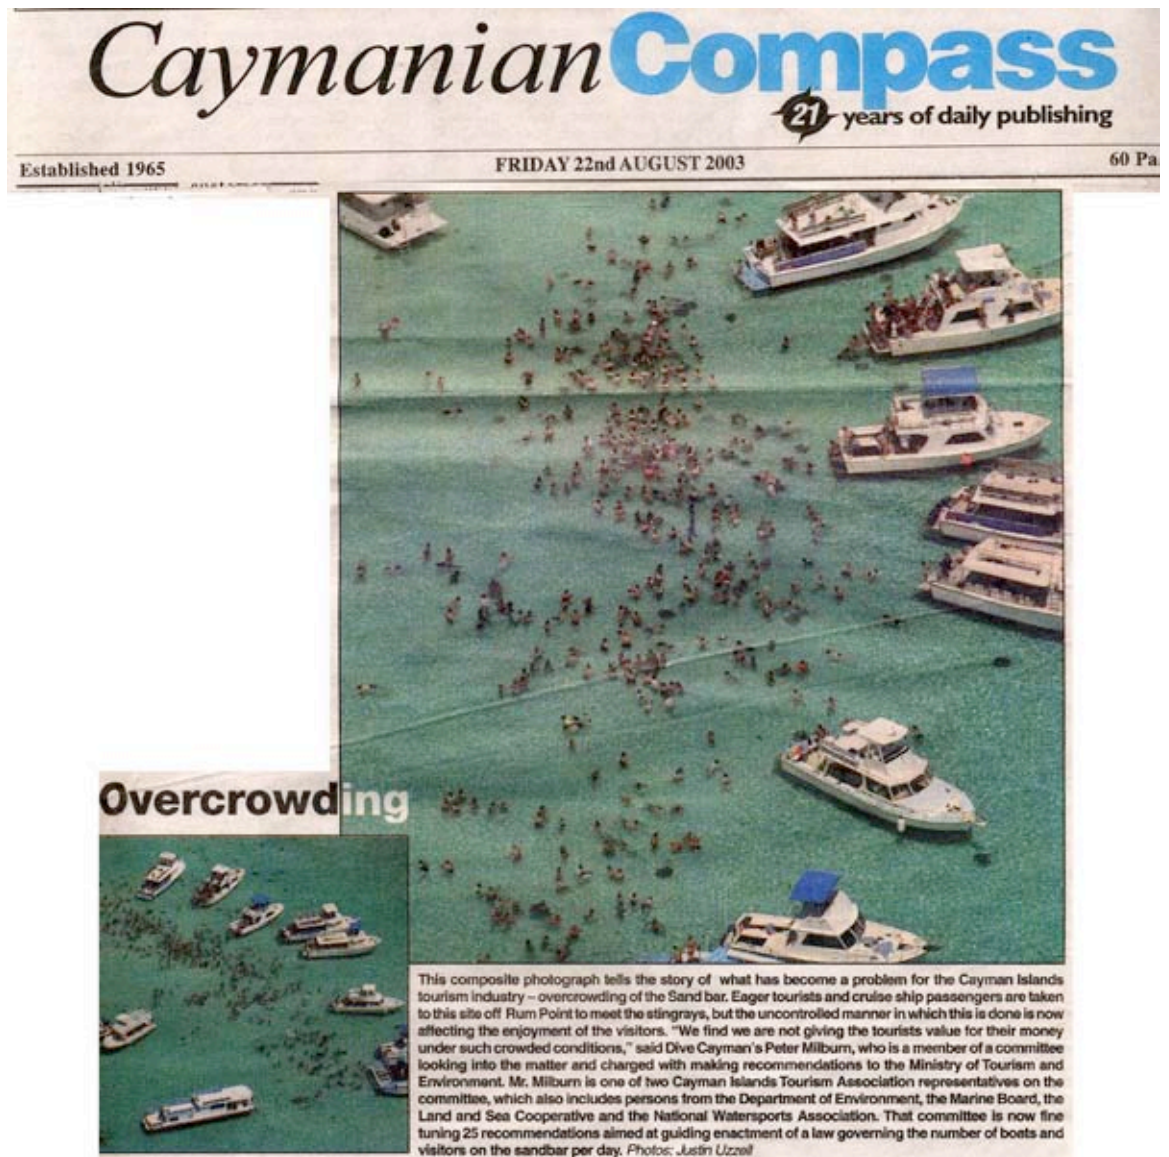 Caymanian Compass
21 years of daily publishing
Established 1965
FRIDAY 22nd AUGUST 2003
60 Pa
Overcrowding
This composite photograph tells the story of what has become a problem for the Cayman Islands
tourism industry – overcrowding of the Sand bar. Eager tourists and cruise ship passengers are taken
to this site off Rum Point to meet the stingrays, but the uncontrolled manner in which this is done is now
affecting the enjoyment of the visitors. "We find we are not giving the tourists value for their money
under such crowded conditions," said Dive Cayman's Peter Milburn, who is a member of a committee
looking into the matter and charged with making recommendations to the Ministry of Tourism and
Environment. Mr. Milburn is one of two Cayman Islands Tourism Association representatives on the
committee, which also includes persons from the Department of Environment, the Marine Board, the
Land and Sea Cooperative and the National Watersports Association. That committee is now fine
tuning 25 recommendations aimed at guiding enactment of a law governing the number of boats and
visitors on the sandbar per day. Photos: Justin Uzzell